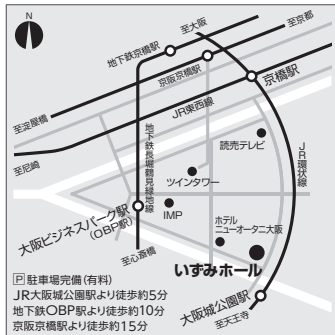 N
至大阪
至京都
地下鉄京橋駅
京阪京橋駅
京橋駅
至淀屋橋
JR東西線
至尼崎
地下鉄長堀鶴見緑地線
読売テレビ
JR環状線
ツインタワー
IMP
大阪ビジネスパーク駅
(OBP駅)
ホテル
ニューオータニ大阪
至心斎橋
いずみホール
大阪城公園駅
至天王寺
P 駐車場完備(有料)
JR大阪城公園駅より徒歩約5分
地下鉄OBP駅より徒歩約10分
京阪京橋駅より徒歩約15分